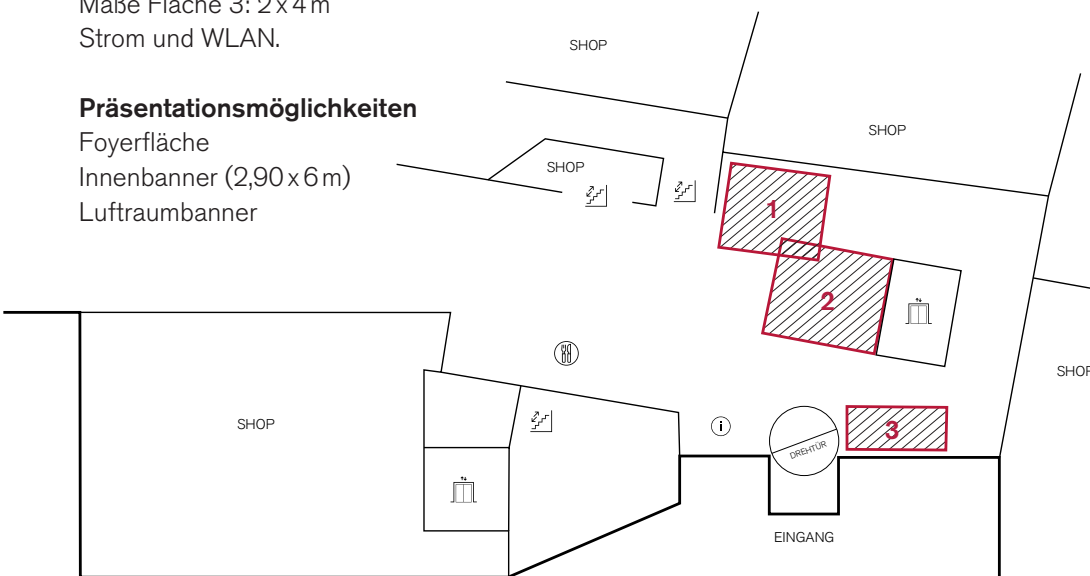 Maße Fläche 3: 2 x 4 m
Strom und WLAN.
Präsentationsmöglichkeiten
Foyerfläche
Innenbanner (2,90 x 6 m)
Luftraumbanner
SHOP
SHOP
SHOP
1
2
SHOP
SHOP
i
3
DREHTÜR
EINGANG